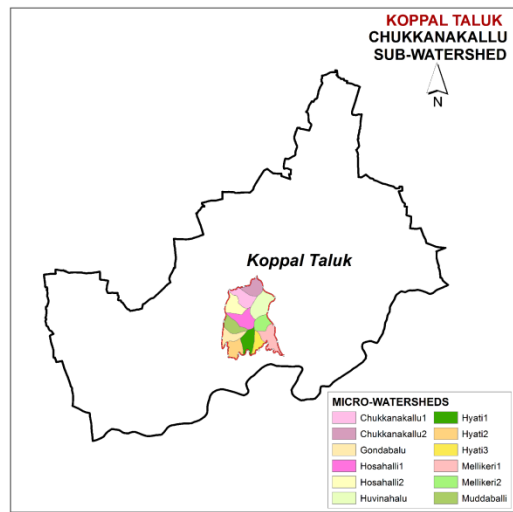 KOPPAL TALUK
CHUKKANAKALLU
SUB-WATERSHED
N
Koppal Taluk
MICRO-WATERSHEDS
Chukkanakallu1
Chukkanakallu2
Gondabalu
Hosahalli1
Hosahalli2
Huvinahalu
Hyati1
Hyati2
Hyati3
Mellikeri1
Mellikeri2
Muddaballi